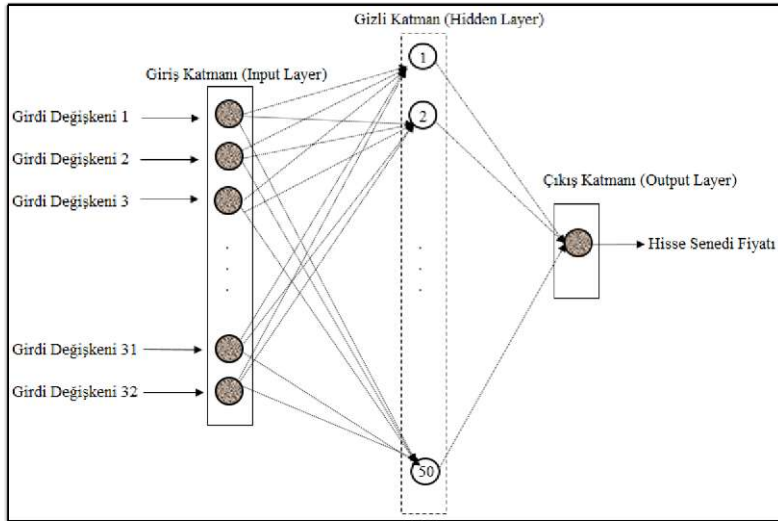 Gizli Katman (Hidden Layer)
Giriş Katmanı (Input Layer)
1
Girdi Değişkeni 1
2
Girdi Değişkeni 2
Girdi Değişkeni 3
Çıkış Katmanı (Output Layer)
Hisse Senedi Fiyatı
Girdi Değişkeni 31
Girdi Değişkeni 32
50